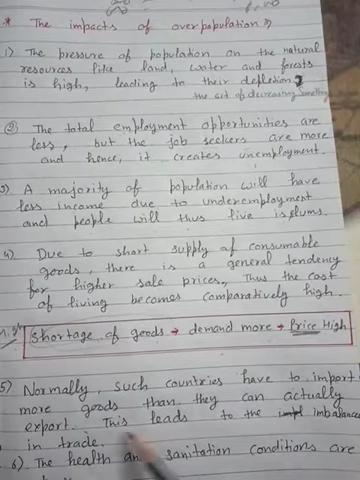 * The impacts of overpopulation ⇒
1) The pressure of population on the natural
resources like land, water and forests
is high, leading to their depletion
the act of decreasing something
② The total employment opportunities are
less, but the job seekers are more
and hence, it creates unemployment.
3) A majority of population will have
less income due to underemployment
and people will thus live in slums.
4) Due to short supply of consumable
goods, there is a general tendency
for higher sale prices, Thus the cost
of living becomes comparatively high.
Shortage of goods → demand more → Price High
5) Normally, such countries have to import
more goods than they can actually
export. This leads to the imbalance
in trade.
6) The health and sanitation conditions are